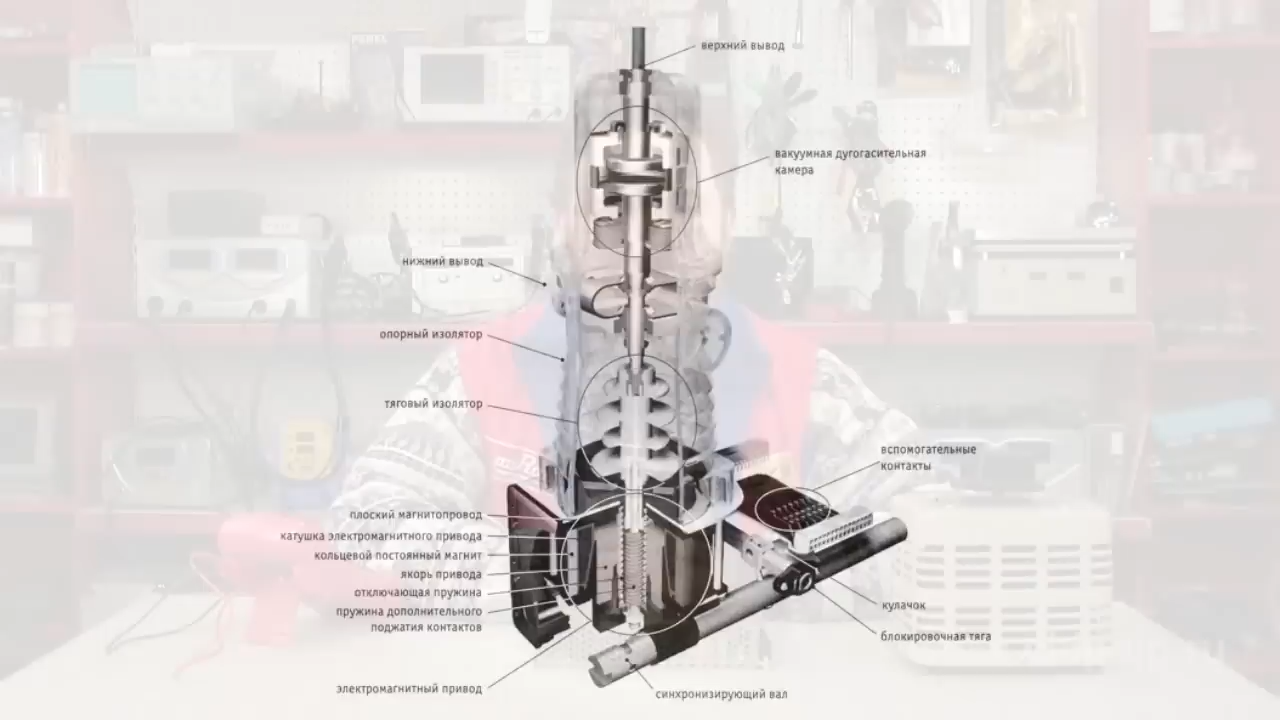 верхний вывод
вакуумная дугогасительная
камера
нижний вывод
опорный изолятор
тяговый изолятор
вспомогательные
контакты
плоский магнитопровод
катушка электромагнитного привода
кольцевой постоянный магнит
якорь привода
отключающая пружина
пружина дополнительного
поджатия контактов
кулачок
блокировочная тяга
электромагнитный привод
синхронизирующий вал